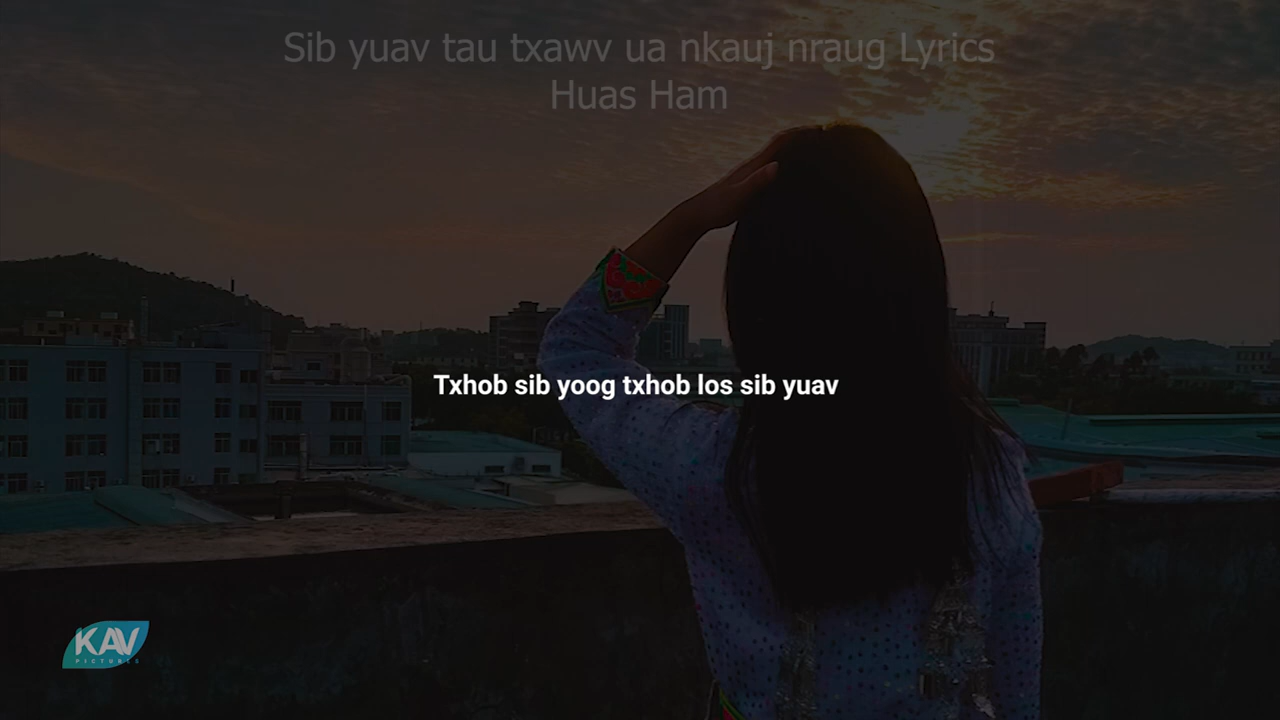 Sib yuav tau txawv ua nkauj nraug Lyrics
Huas Ham
Txhob sib yoog txhob los sib yuav
KAV
PICTURES